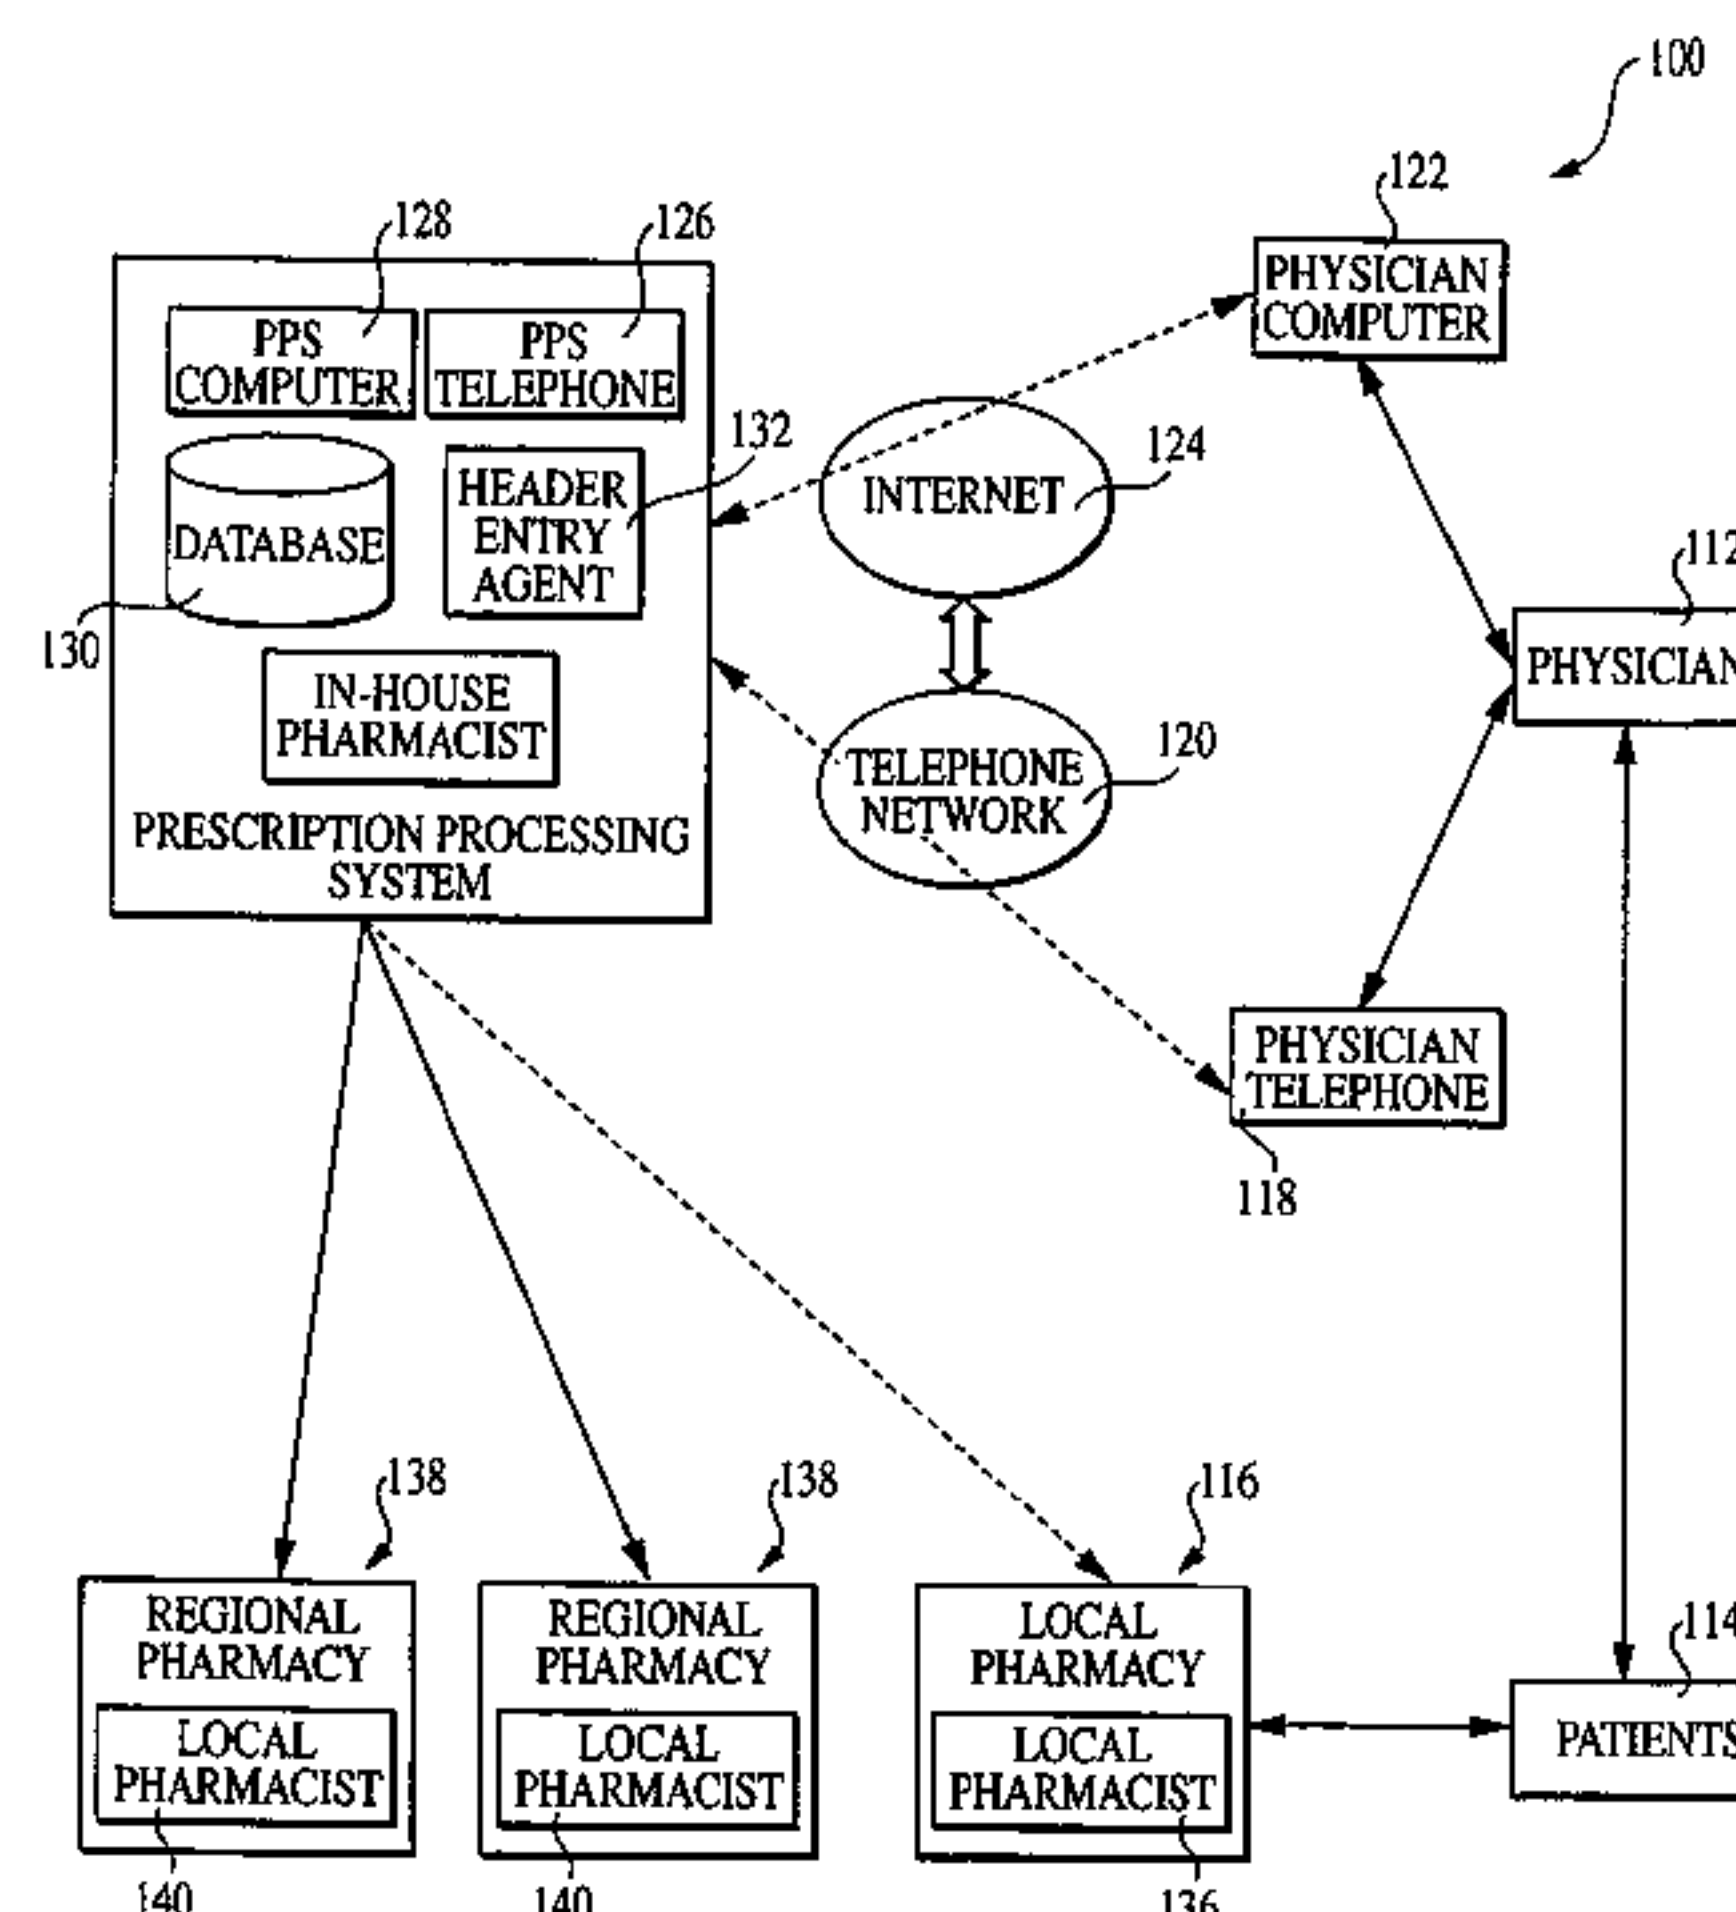 100
122
128
126
PHYSICIAN
COMPUTER
PPS
COMPUTER
PPS
TELEPHONE
132
124
HEADER
ENTRY
AGENT
INTERNET
DATABASE
112
130
PHYSICIAN
IN-HOUSE
PHARMACIST
120
TELEPHONE
NETWORK
PRESCRIPTION PROCESSING
SYSTEM
PHYSICIAN
TELEPHONE
118
138
138
116
REGIONAL
PHARMACY
REGIONAL
PHARMACY
LOCAL
PHARMACY
114
LOCAL
PHARMACIST
LOCAL
PHARMACIST
LOCAL
PHARMACIST
PATIENTS
140
140
136